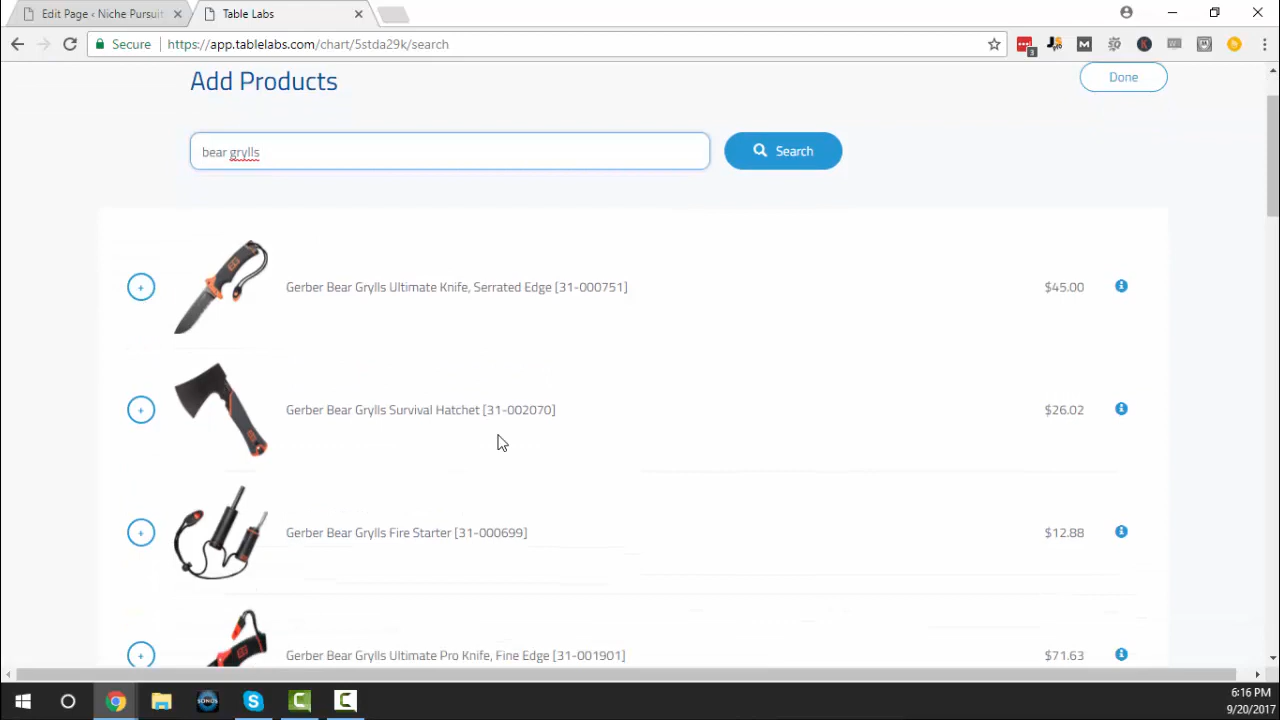 Edit Page ‹ Niche Pursuit
Table Labs
Secure
https://app.tablelabs.com/chart/5stda29k/search
3
Add Products
Done
bear grylls
Search
Gerber Bear Grylls Ultimate Knife, Serrated Edge [31-000751]
$45.00
Gerber Bear Grylls Survival Hatchet [31-002070]
$26.02
Gerber Bear Grylls Fire Starter [31-000699]
$12.88
Gerber Bear Grylls Ultimate Pro Knife, Fine Edge [31-001901]
$71.63
SONOS
6:16 PM
9/20/2017